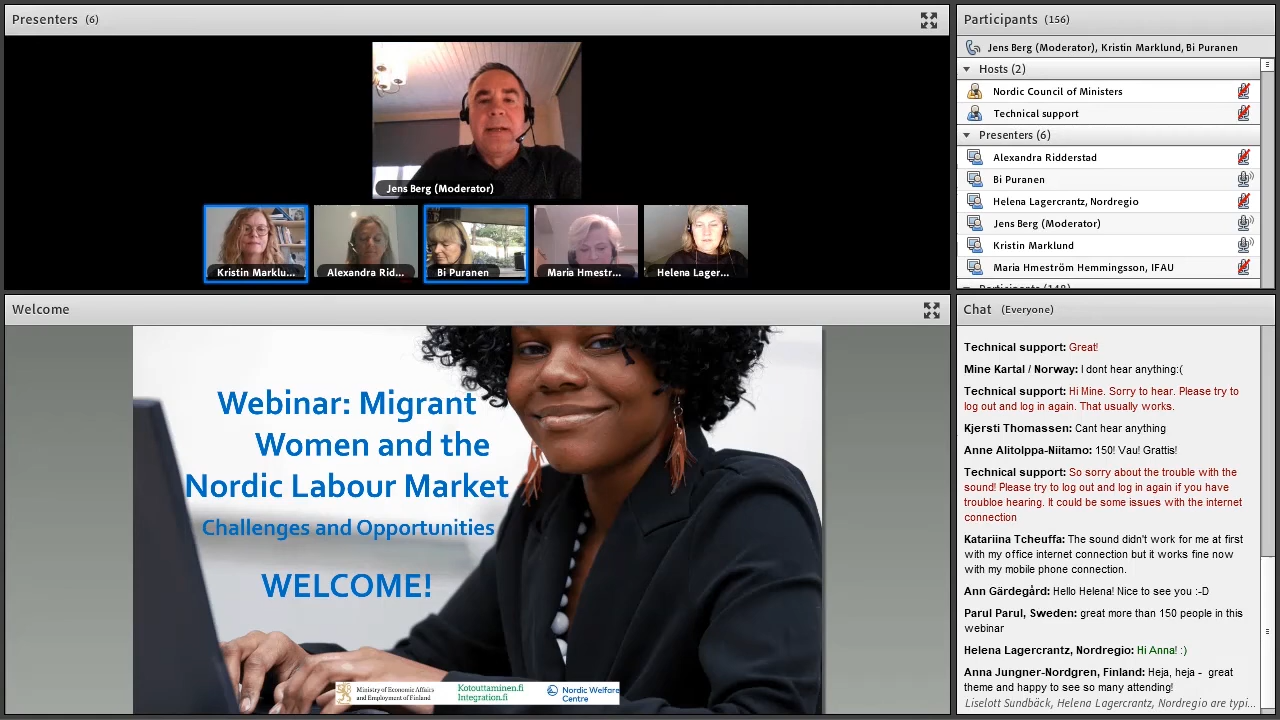 Presenters (6)
Jens Berg (Moderator)
Kristin Marklu...
Alexandra Rid...
Bi Puranen
Maria Hmestr...
Helena Lager...
Welcome
Webinar: Migrant
Women and the
Nordic Labour Market
Challenges and Opportunities
WELCOME!
Ministry of Economic Affairs
and Employment of Finland
Kotouttaminen.fi
Integration.fi
Nordic Welfare
Centre
Participants (156)
Jens Berg (Moderator), Kristin Marklund, Bi Puranen
Hosts (2)
Nordic Council of Ministers
Technical support
Presenters (6)
Alexandra Ridderstad
Bi Puranen
Helena Lagercrantz, Nordregio
Jens Berg (Moderator)
Kristin Marklund
Maria Hmeström Hemmingsson, IFAU
Participants (148)
Chat (Everyone)
Technical support: Great!
Mine Kartal / Norway: I dont hear anything:(
Technical support: Hi Mine. Sorry to hear. Please try to
log out and log in again. That usually works.
Kjersti Thomassen: Cant hear anything
Anne Alitolppa-Niitamo: 150! Vau! Grattis!
Technical support: So sorry about the trouble with the
sound! Please try to log out and log in again if you have
troubloe hearing. It could be some issues with the internet
connection
Katariina Tcheuffa: The sound didn't work for me at first
with my office internet connection but it works fine now
with my mobile phone connection.
Ann Gärdegård: Hello Helena! Nice to see you :-D
Parul Parul, Sweden: great more than 150 people in this
webinar
Helena Lagercrantz, Nordregio: Hi Anna! :)
Anna Jungner-Nordgren, Finland: Heja heja - great
theme and happy to see so many attending!
Liselott Sundbäck, Helena Lagercrantz, Nordregio are typi...